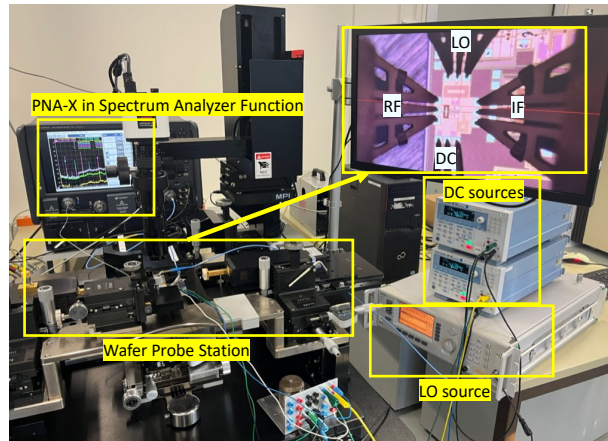 LO
PNA-X in Spectrum Analyzer Function
RF
IF
DC
DC sources
MPI
Wafer Probe Station
LO source